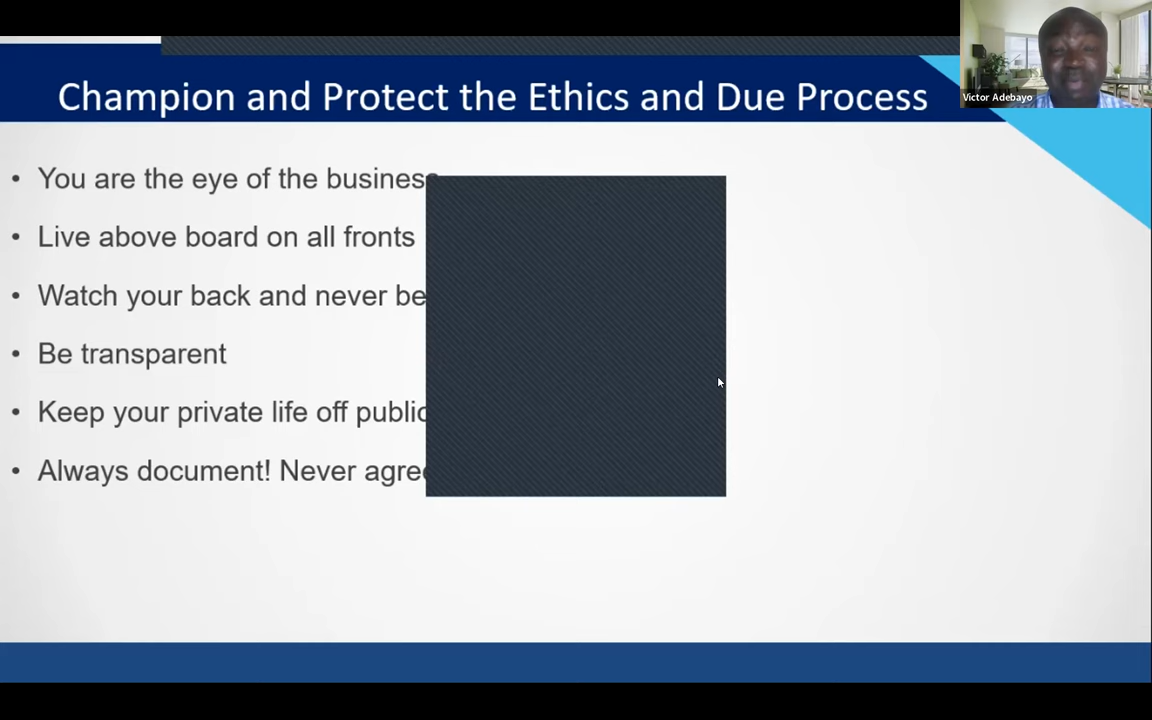 Champion and Protect the Ethics and Due Process
Victor Adebayo
• You are the eye of the business
• Live above board on all fronts
• Watch your back and never be
• Be transparent
• Keep your private life off public
• Always document! Never agree